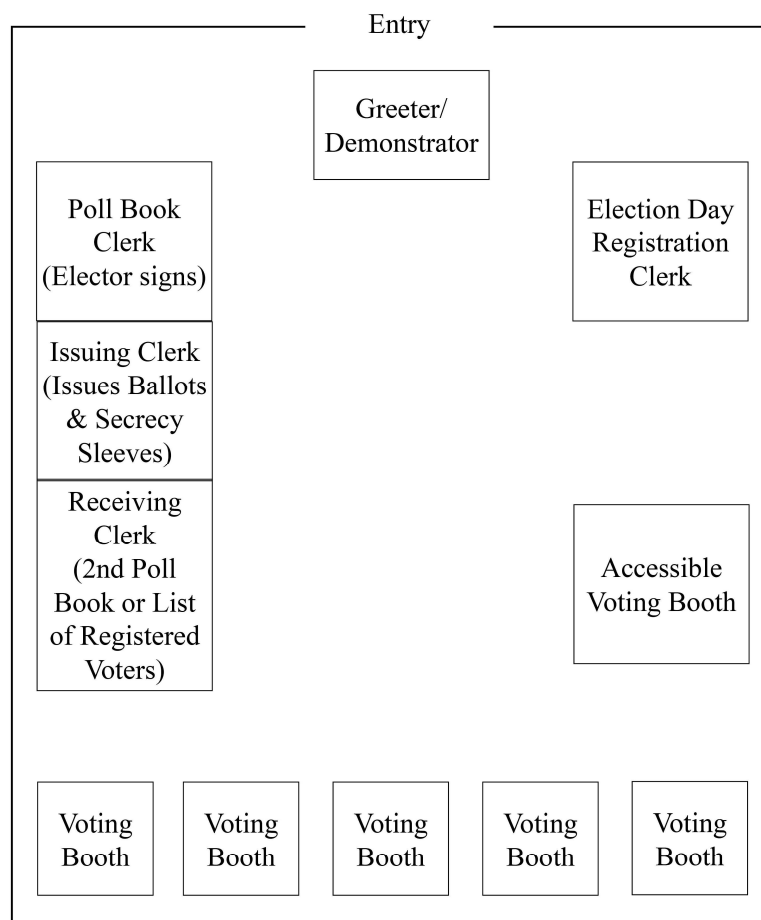 Entry
Greeter/
Demonstrator
Poll Book
Clerk
(Elector signs)
Election Day
Registration
Clerk
Issuing Clerk
(Issues Ballots
& Secrecy
Sleeves)
Receiving
Clerk
(2nd Poll
Book or List
of Registered
Voters)
Accessible
Voting Booth
Voting
Booth
Voting
Booth
Voting
Booth
Voting
Booth
Voting
Booth